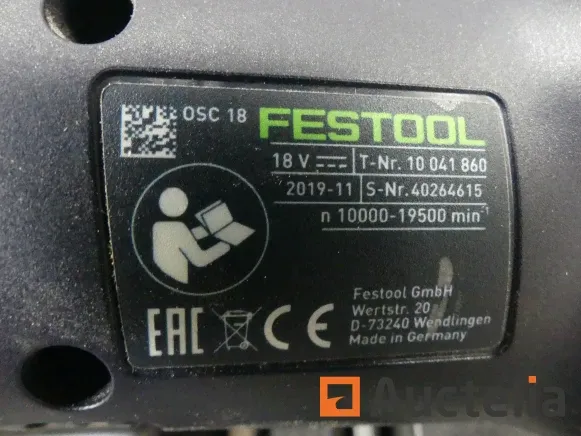 OSC 18
FESTOOL
18 V T-Nr. 10 041 860
2019-11 S-Nr. 40264615
n 10000-19500 min⁻¹
Festool GmbH
Wertstr. 20
D-73240 Wendlingen
Made in Germany
EAC CE
Auctelia